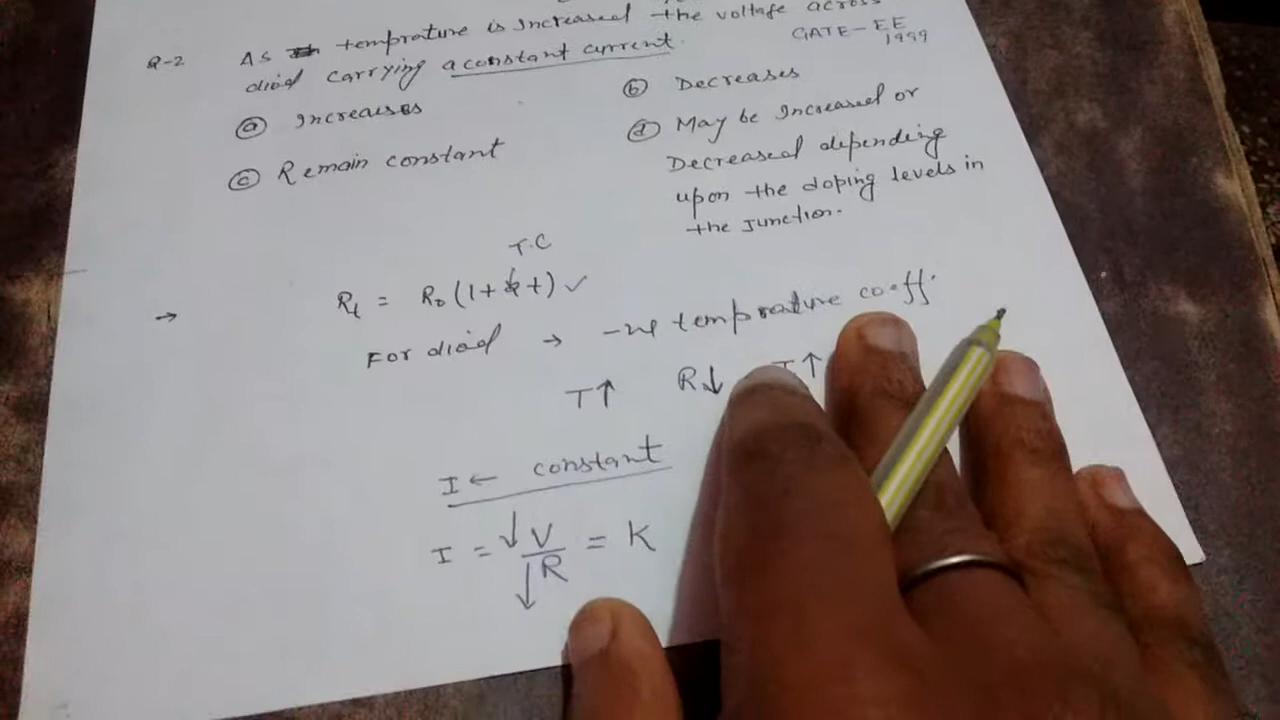 Q-2 As temprature is Increased the voltage across
diod carrying a constant current. GATE-EE
1999
(a) Increases (b) Decreases
(c) Remain constant (d) May be Increased or
Decreased depending
upon the doping levels in
the Junction.
T.C
→ Rt = R0 (1+αt) ✓
For diod → -ve temprature coeff.
T↑ R↓ I↑
I ← constant
I = ↓V/↓R = K